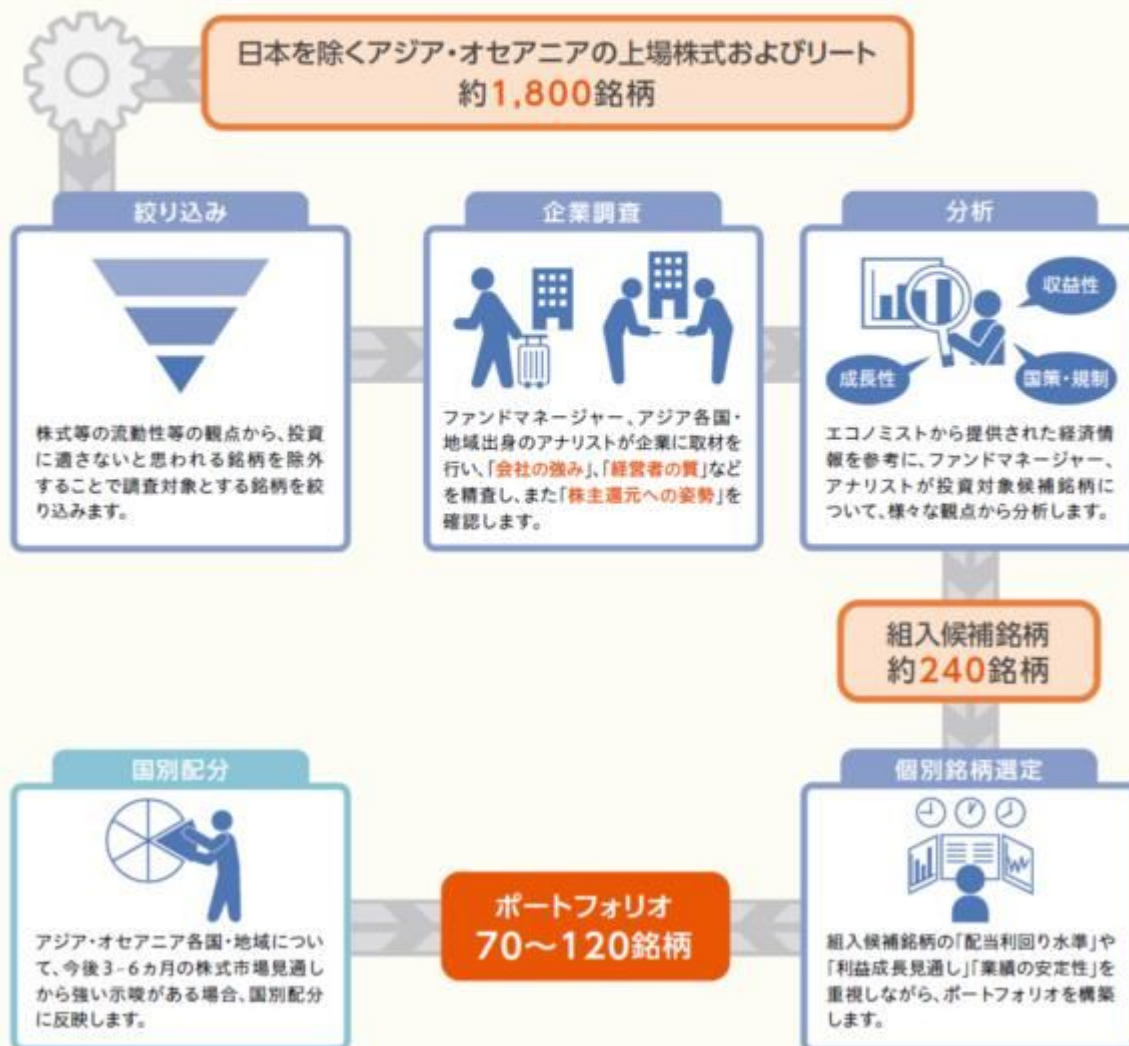 日本を除くアジア・オセアニアの上場株式およびリート
約1,800銘柄
絞り込み
株式等の流動性等の観点から、投資
に適さないと思われる銘柄を除外
することで調査対象とする銘柄を絞
り込みます。
企業調査
ファンドマネージャー、アジア各国・
地域出身のアナリストが企業に取材を
行い、「会社の強み」、「経営者の質」など
を精査し、また「株主還元への姿勢」を
確認します。
分析
収益性
成長性
国策・規制
エコノミストから提供された経済情
報を参考に、ファンドマネージャー、
アナリストが投資対象候補銘柄に
ついて、様々な観点から分析します。
組入候補銘柄
約240銘柄
個別銘柄選定
組入候補銘柄の「配当利回り水準」や
「利益成長見通し」「業績の安定性」を
重視しながら、ポートフォリオを構築
します。
ポートフォリオ
70〜120銘柄
国別配分
アジア・オセアニア各国・地域につい
て、今後3-6ヵ月の株式市場見通し
から強い示唆がある場合、国別配分
に反映します。